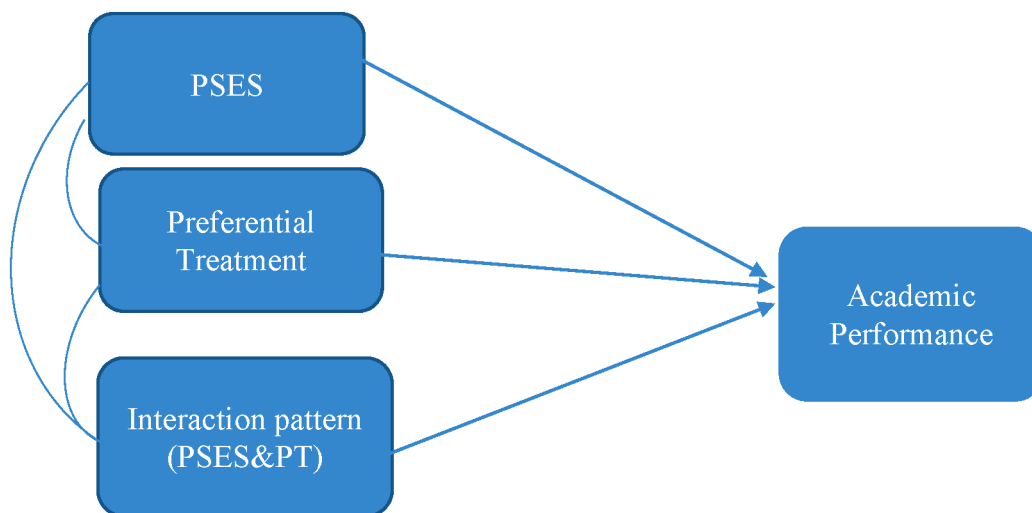 PSES
Preferential
Treatment
Academic
Performance
Interaction pattern
(PSES&PT)